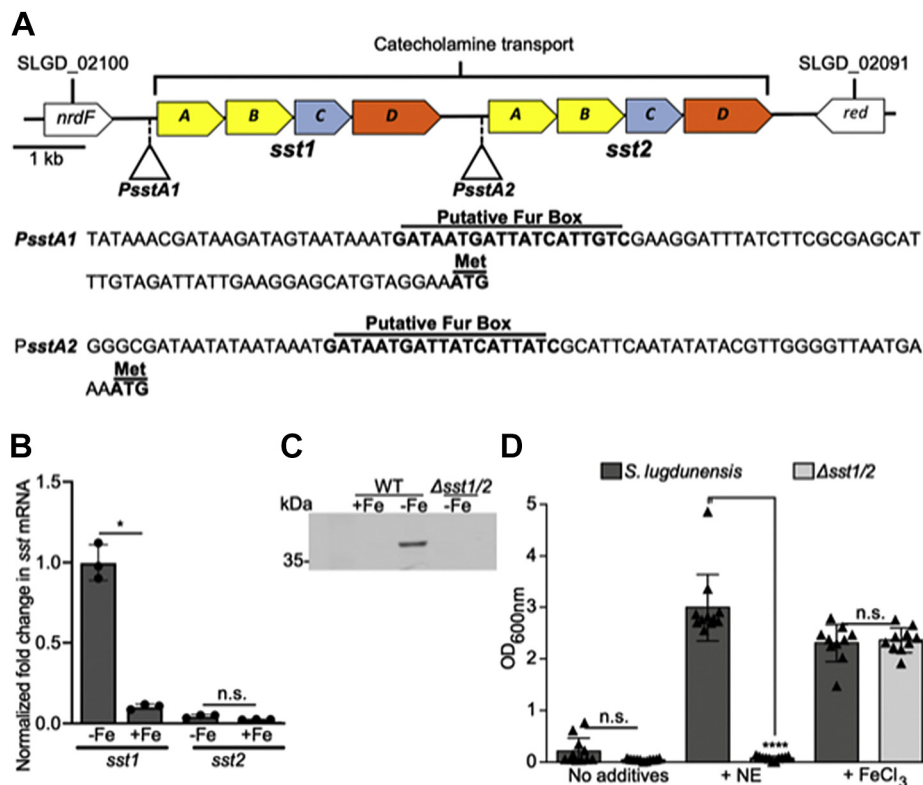 A
Catecholamine transport
SLGD_02100
SLGD_02091
nrdF A B C D A B C D red
sst1 sst2
1 kb
PsstA1 PsstA2
Putative Fur Box
PsstA1 TATAAACGATAAGATAGTAATAAATGATAATGATTATCATTGTCGAAGGATTTATCTTCGCGAGCAT
Met
TTGTAGATTATTGAAGGAGCATGTAGGAAATG
Putative Fur Box
PsstA2 GGGCGATAATATAATAAATGATAATGATTATCATTATCGCATTCAATATATACGTTGGGGTTAATGA
Met
AAATG
B
Normalized fold change in sst mRNA
1.5
1.0
0.5
0.0
*
n.s.
-Fe +Fe -Fe +Fe
sst1 sst2
C
WT Δsst1/2
kDa +Fe -Fe -Fe
35-
D
S. lugdunensis Δsst1/2
OD600nm
5
4
3
2
1
0
n.s.
****
n.s.
No additives + NE + FeCl3